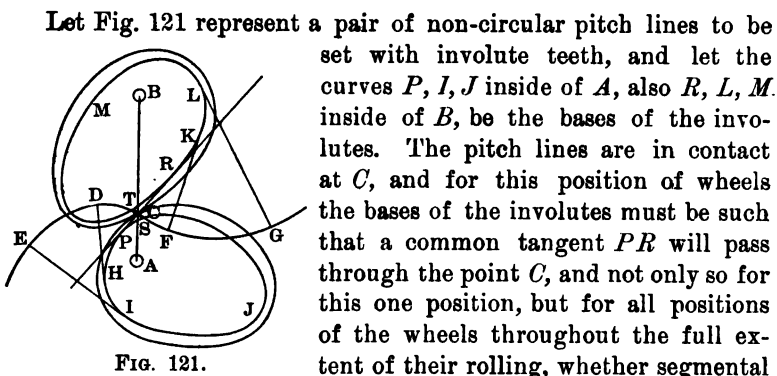 Let Fig. 121 represent a pair of non-circular pitch lines to be
set with involute teeth, and let the
curves P, I, J inside of A, also R, L, M.
inside of B, be the bases of the invo-
lutes. The pitch lines are in contact
at C, and for this position of wheels
the bases of the involutes must be such
that a common tangent PR will pass
through the point C, and not only so for
this one position, but for all positions
of the wheels throughout the full ex-
tent of their rolling, whether segmental
B
L
M
K
R
D
T
C
S
E
P
F
G
H
A
I
J
FIG. 121.